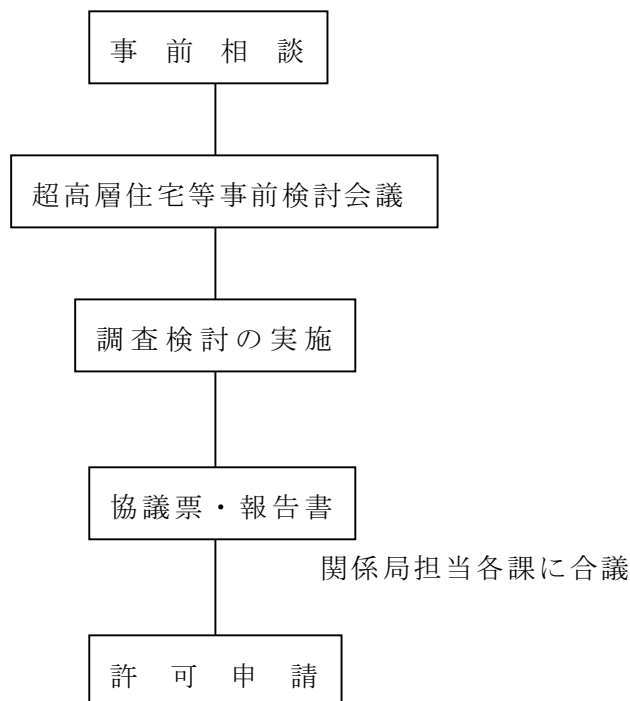 事前相談
超高層住宅等事前検討会議
調査検討の実施
協議票・報告書
関係局担当各課に合議
許可申請